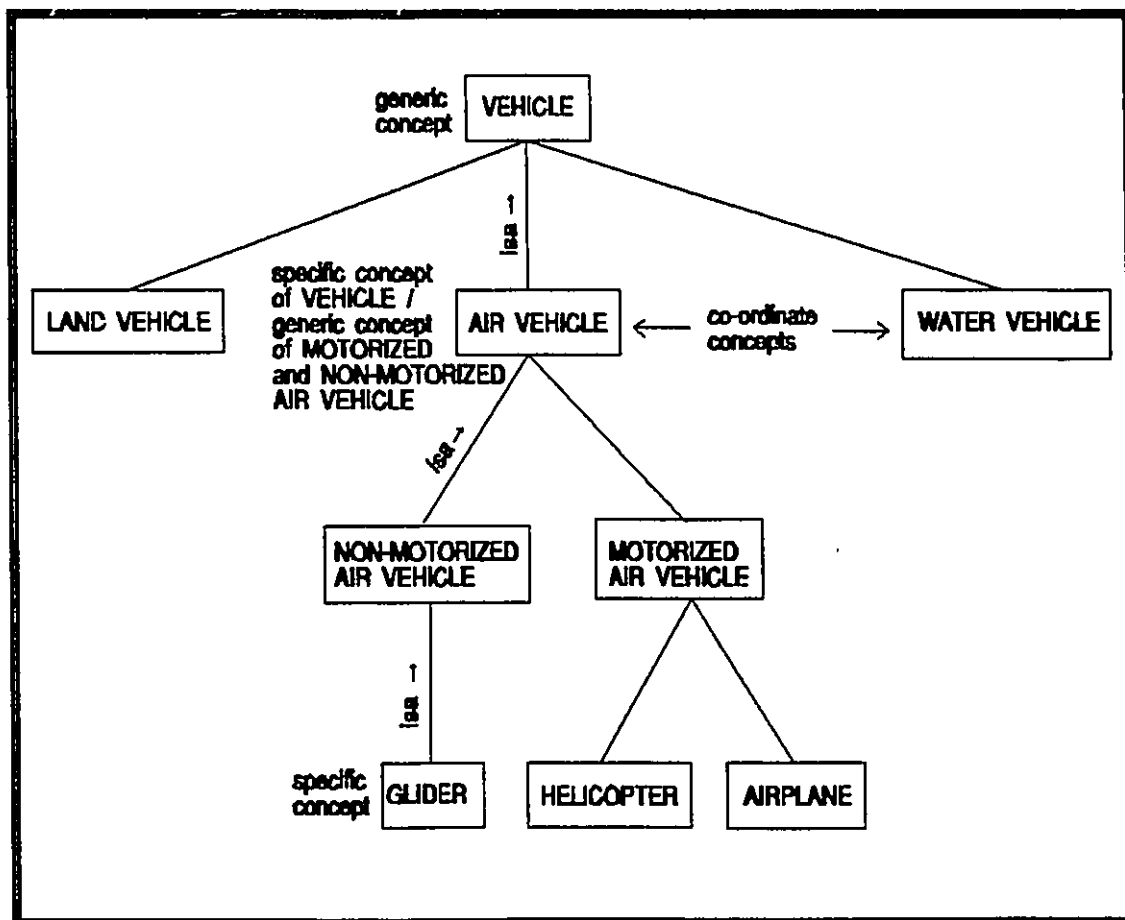 generic
concept
VEHICLE
isa →
LAND VEHICLE
specific concept
of VEHICLE /
generic concept
of MOTORIZED
and NON-MOTORIZED
AIR VEHICLE
AIR VEHICLE
co-ordinate
concepts
WATER VEHICLE
isa →
NON-MOTORIZED
AIR VEHICLE
MOTORIZED
AIR VEHICLE
isa →
specific
concept
GLIDER
HELICOPTER
AIRPLANE